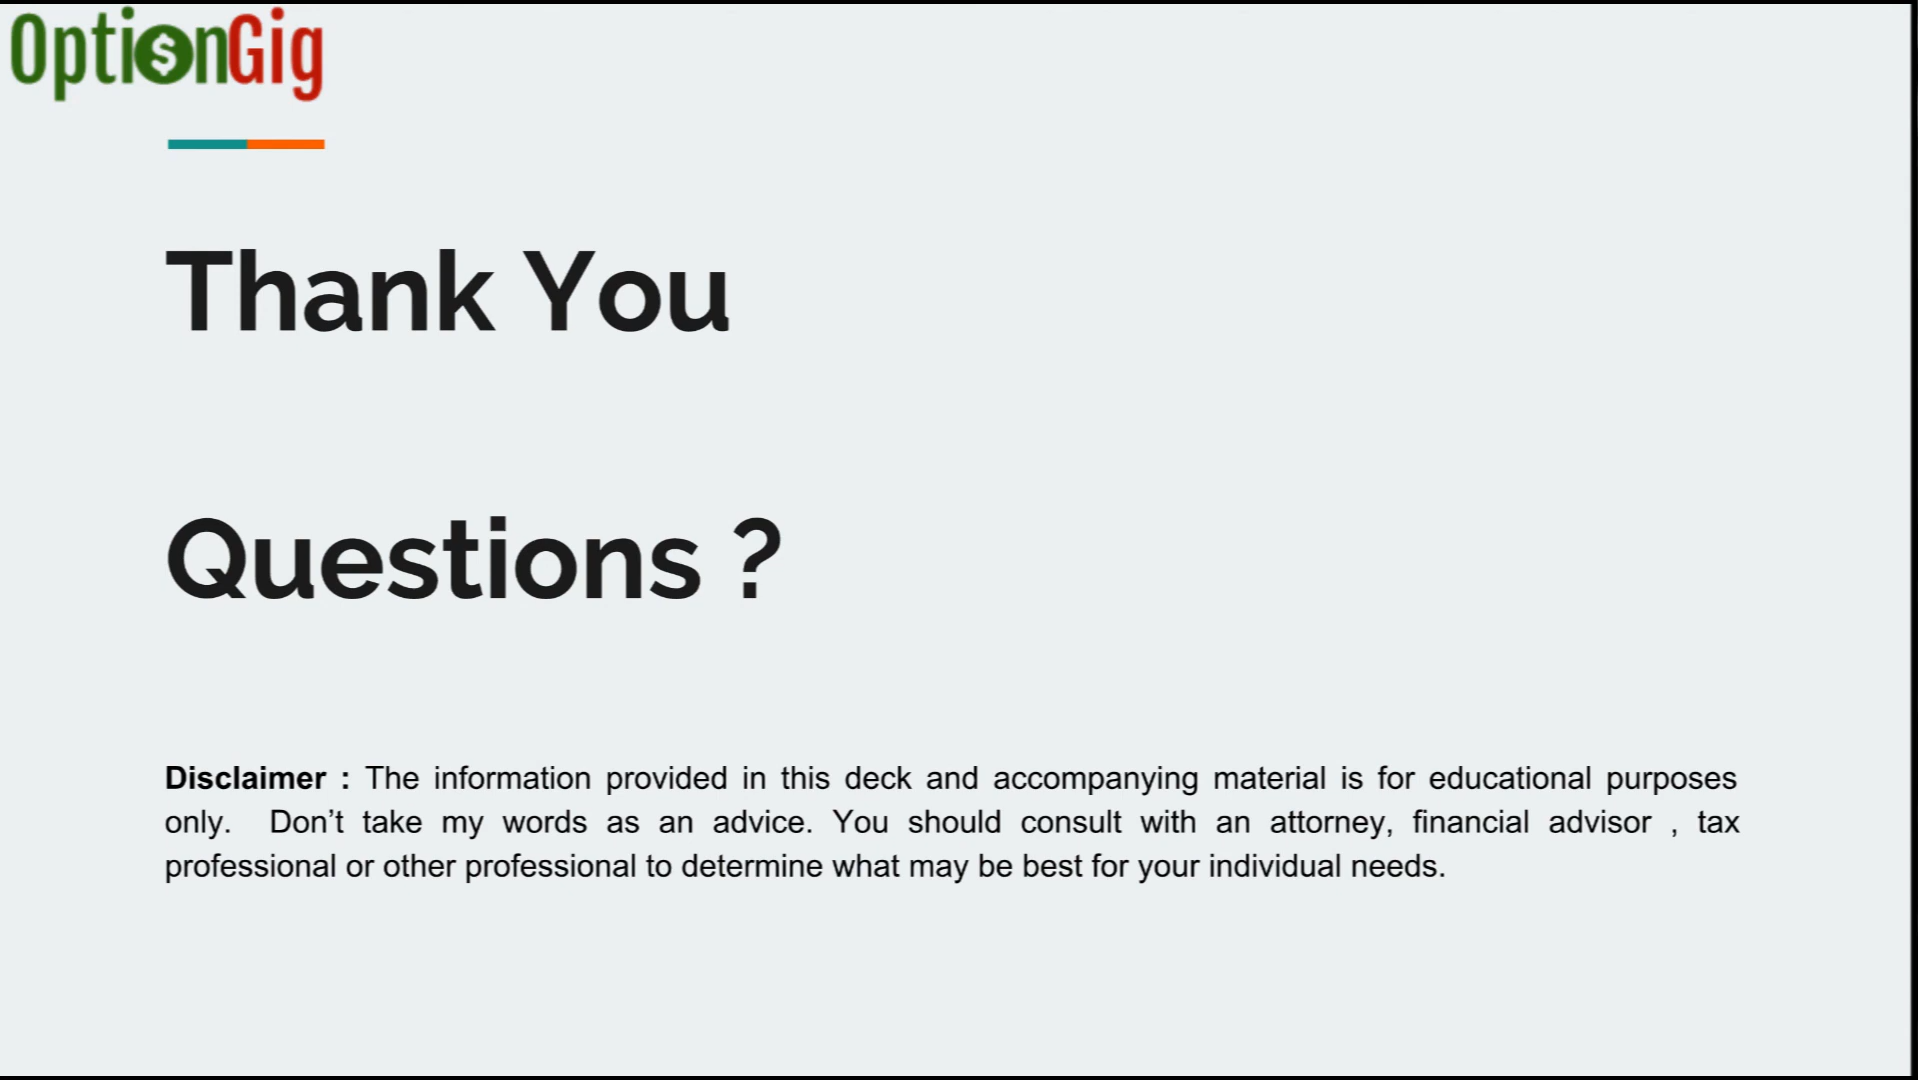 OptionGig
Thank You
Questions ?
Disclaimer : The information provided in this deck and accompanying material is for educational purposes
only. Don’t take my words as an advice. You should consult with an attorney, financial advisor , tax
professional or other professional to determine what may be best for your individual needs.